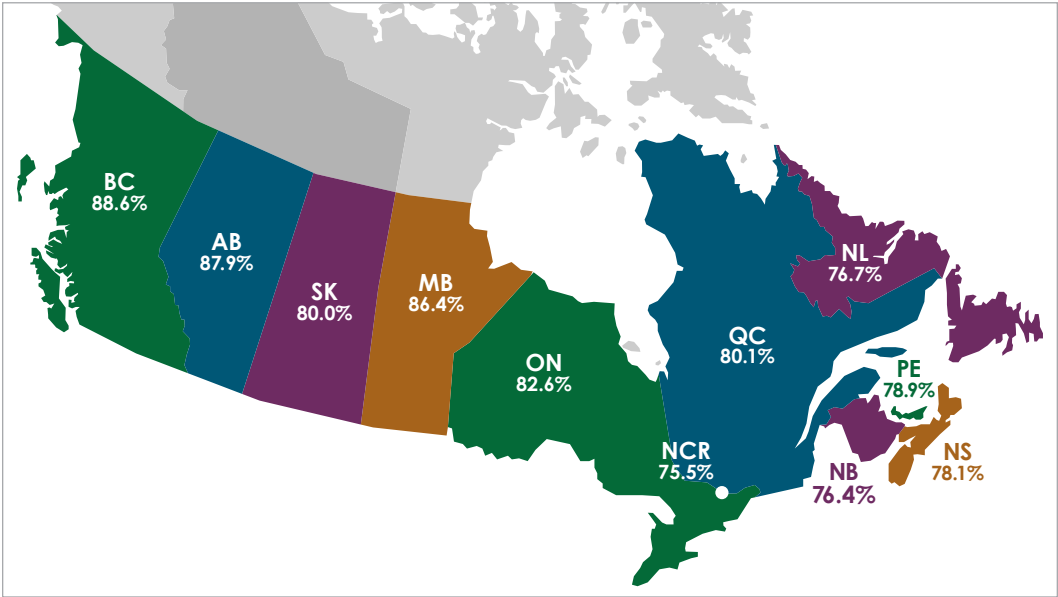 BC
88.6%
AB
87.9%
SK
80.0%
MB
86.4%
ON
82.6%
NCR
75.5%
QC
80.1%
NL
76.7%
PE
78.9%
NB
76.4%
NS
78.1%